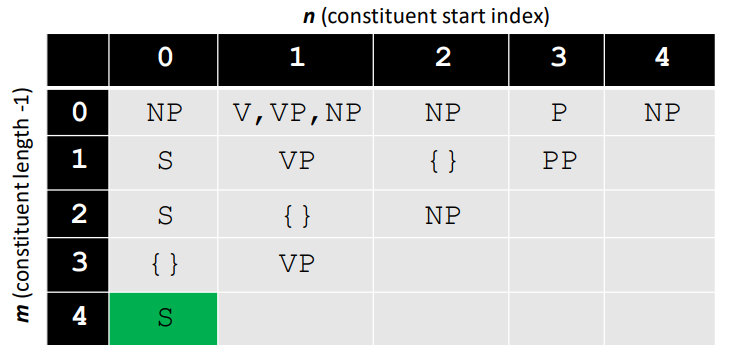 n (constituent start index)
0 1 2 3 4
m (constituent length -1)
0 NP V,VP,NP NP P NP
1 S VP {} PP
2 S {} NP
3 {} VP
4 S